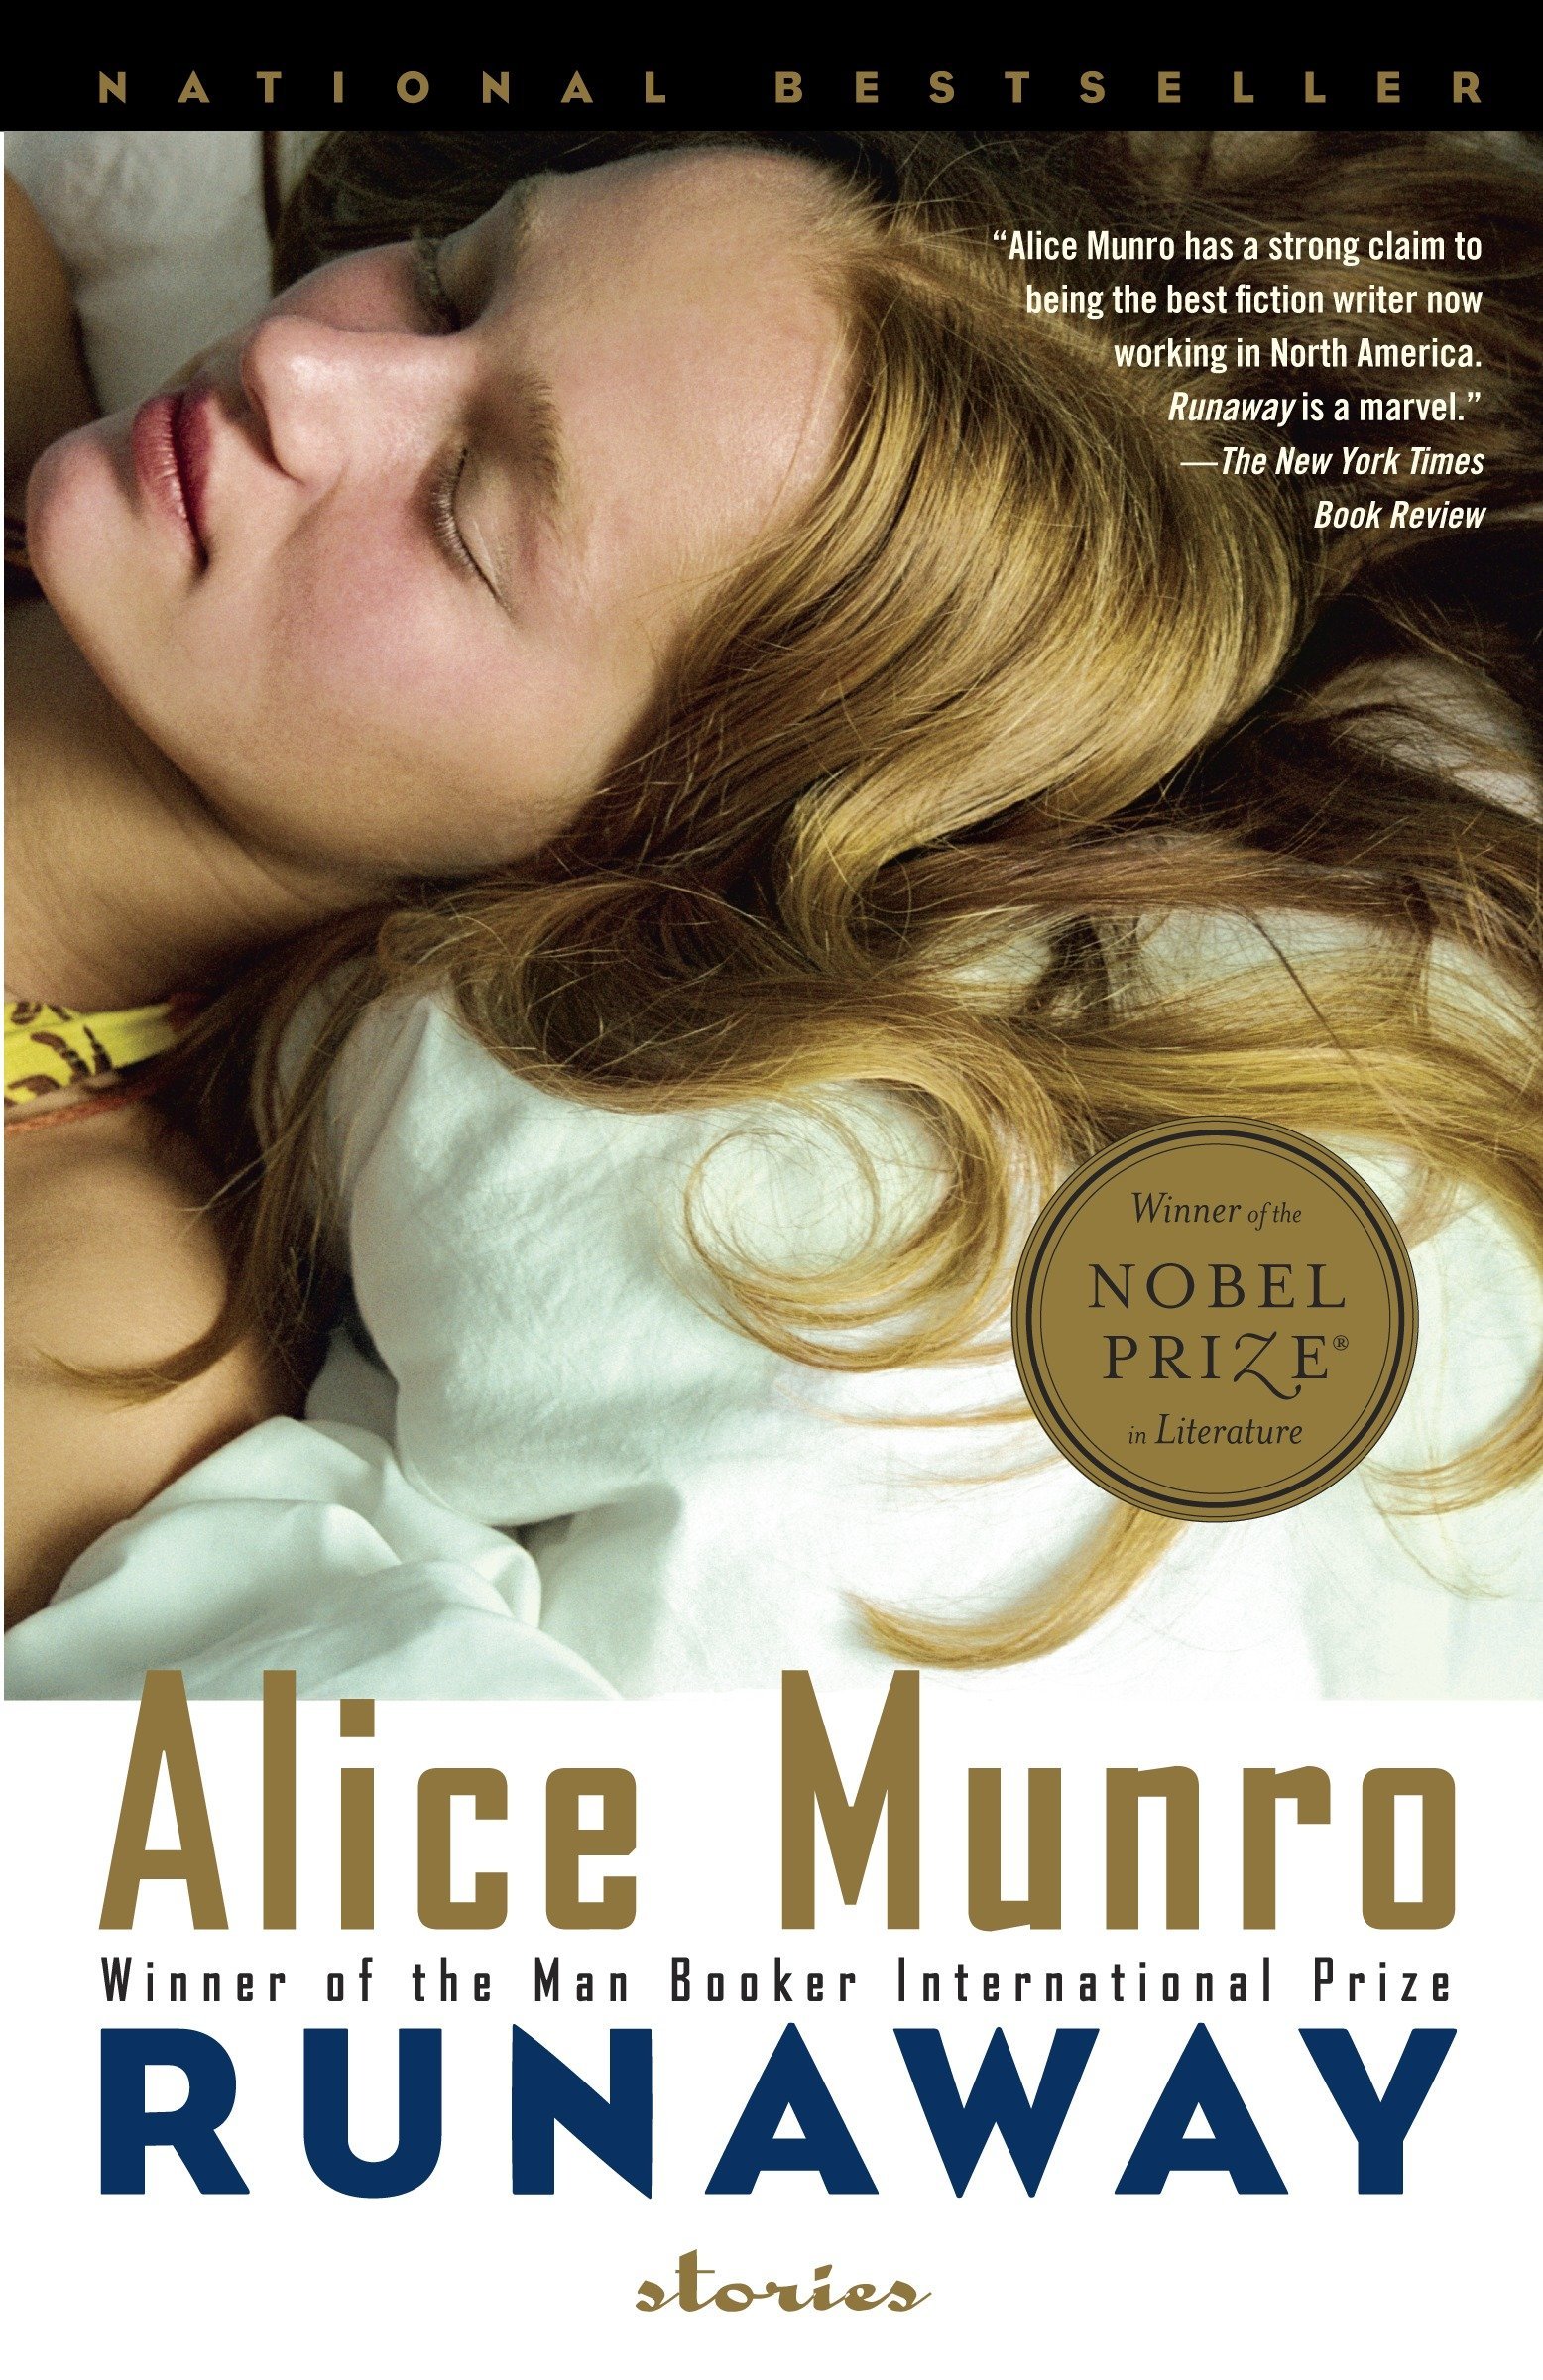 NATIONAL BESTSELLER
“Alice Munro has a strong claim to
being the best fiction writer now
working in North America.
Runaway is a marvel.”
—The New York Times
Book Review
Winner of the
NOBEL
PRIZE®
in Literature
Alice Munro
Winner of the Man Booker International Prize
RUNAWAY
stories